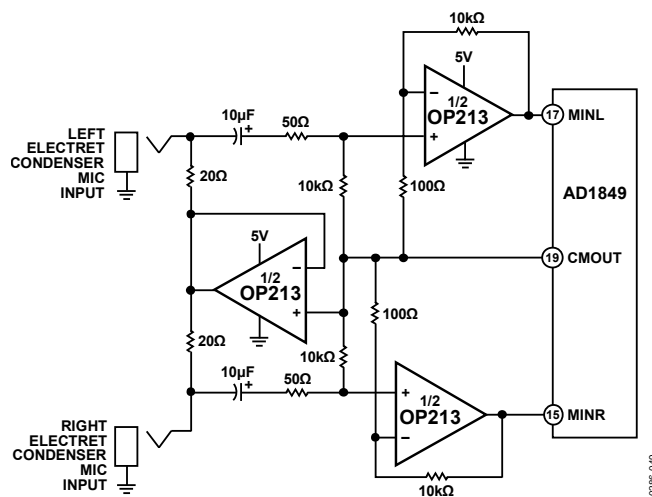 10kΩ
5V
–
1/2
OP213
+
17 MINL
10µF
+
50Ω
LEFT
ELECTRET
CONDENSER
MIC
INPUT
20Ω
10kΩ
100Ω
AD1849
5V
–
1/2
OP213
+
19 CMOUT
100Ω
20Ω
10kΩ
10µF
+
50Ω
+
1/2
OP213
–
15 MINR
RIGHT
ELECTRET
CONDENSER
MIC
INPUT
10kΩ